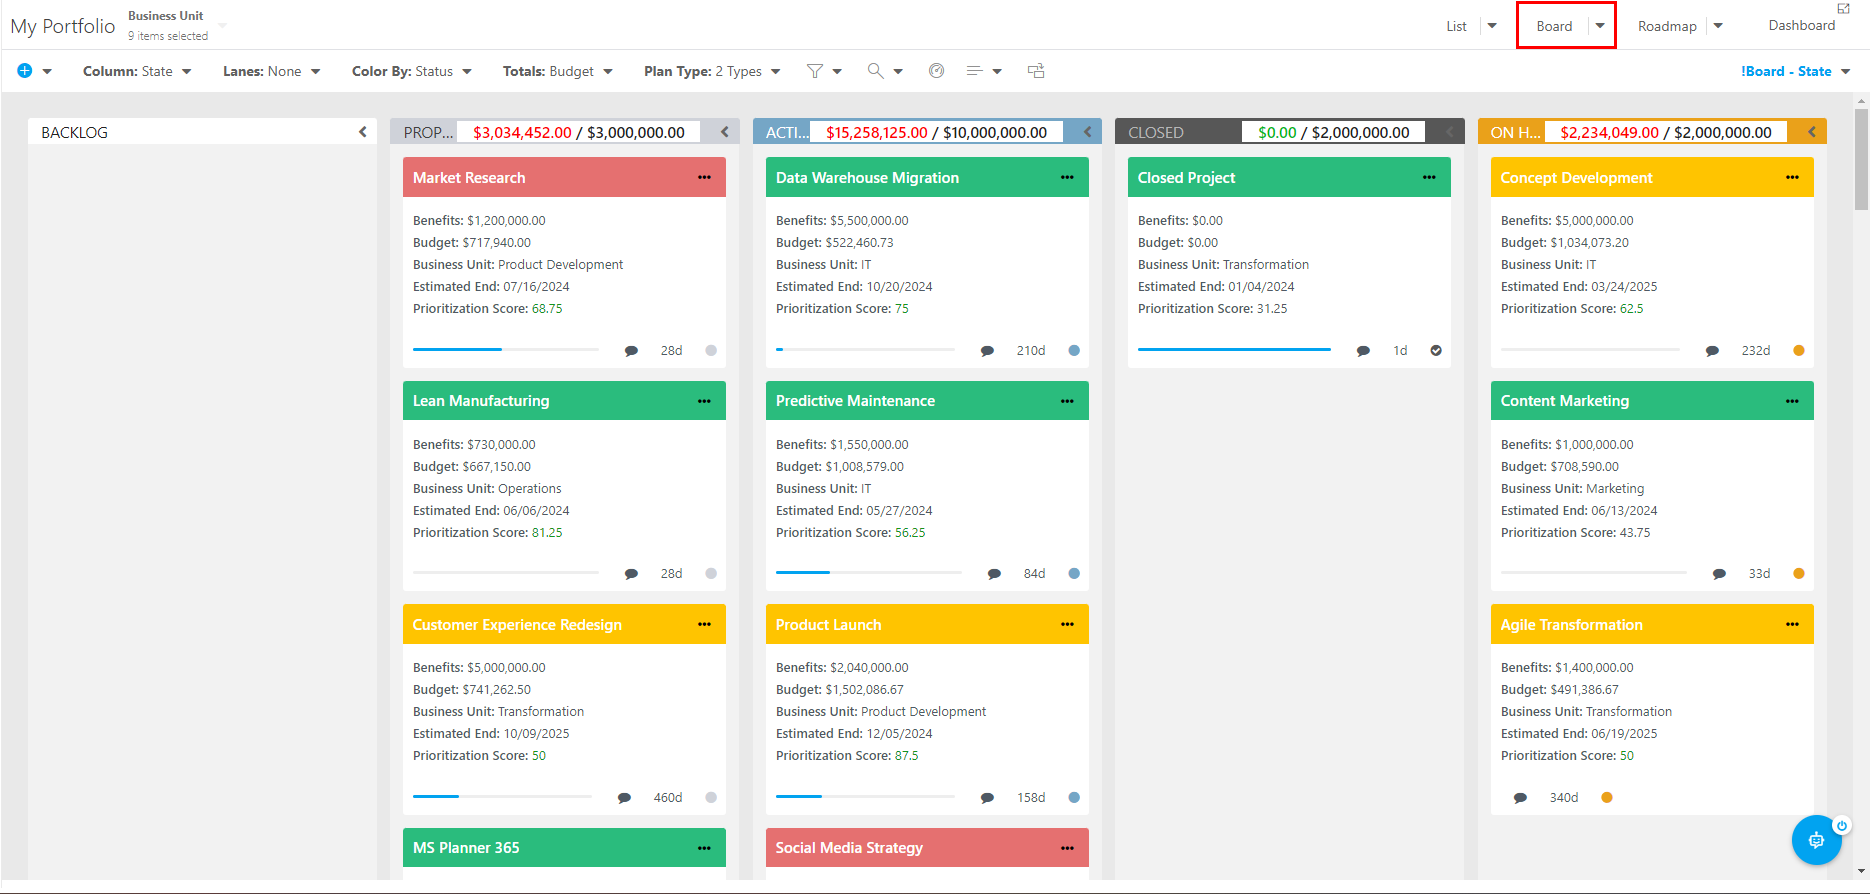 My Portfolio
Business Unit
9 items selected
List
Board
Roadmap
Dashboard
Column: State
Lanes: None
Color By: Status
Totals: Budget
Plan Type: 2 Types
!Board - State
BACKLOG
PROP... $3,034,452.00 / $3,000,000.00
Market Research
Benefits: $1,200,000.00
Budget: $717,940.00
Business Unit: Product Development
Estimated End: 07/16/2024
Prioritization Score: 68.75
28d
Lean Manufacturing
Benefits: $730,000.00
Budget: $667,150.00
Business Unit: Operations
Estimated End: 06/06/2024
Prioritization Score: 81.25
28d
Customer Experience Redesign
Benefits: $5,000,000.00
Budget: $741,262.50
Business Unit: Transformation
Estimated End: 10/09/2025
Prioritization Score: 50
460d
MS Planner 365
ACTI... $15,258,125.00 / $10,000,000.00
Data Warehouse Migration
Benefits: $5,500,000.00
Budget: $522,460.73
Business Unit: IT
Estimated End: 10/20/2024
Prioritization Score: 75
210d
Predictive Maintenance
Benefits: $1,550,000.00
Budget: $1,008,579.00
Business Unit: IT
Estimated End: 05/27/2024
Prioritization Score: 56.25
84d
Product Launch
Benefits: $2,040,000.00
Budget: $1,502,086.67
Business Unit: Product Development
Estimated End: 12/05/2024
Prioritization Score: 87.5
158d
Social Media Strategy
CLOSED $0.00 / $2,000,000.00
Closed Project
Benefits: $0.00
Budget: $0.00
Business Unit: Transformation
Estimated End: 01/04/2024
Prioritization Score: 31.25
1d
ON H... $2,234,049.00 / $2,000,000.00
Concept Development
Benefits: $5,000,000.00
Budget: $1,034,073.20
Business Unit: IT
Estimated End: 03/24/2025
Prioritization Score: 62.5
232d
Content Marketing
Benefits: $1,000,000.00
Budget: $708,590.00
Business Unit: Marketing
Estimated End: 06/13/2024
Prioritization Score: 43.75
33d
Agile Transformation
Benefits: $1,400,000.00
Budget: $491,386.67
Business Unit: Transformation
Estimated End: 06/19/2025
Prioritization Score: 50
340d